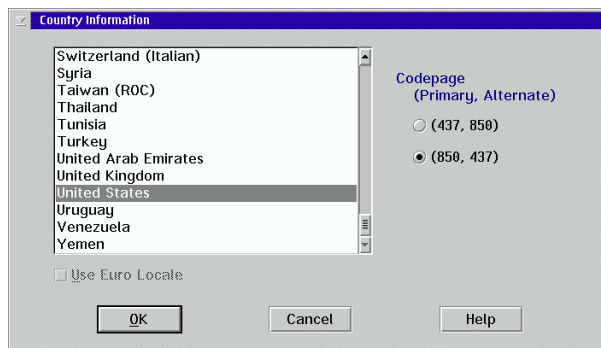 Country Information
Switzerland (Italian)
Syria
Taiwan (ROC)
Thailand
Tunisia
Turkey
United Arab Emirates
United Kingdom
United States
Uruguay
Venezuela
Yemen
Codepage
(Primary, Alternate)
(437, 850)
(850, 437)
Use Euro Locale
OK
Cancel
Help